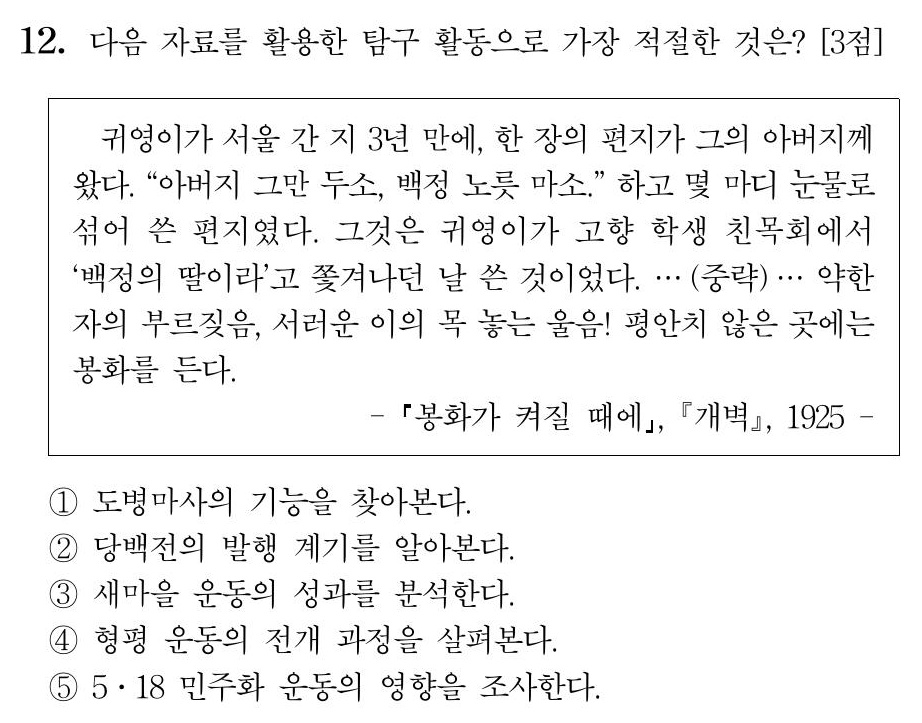 12. 다음 자료를 활용한 탐구 활동으로 가장 적절한 것은? [3점]
귀영이가 서울 간 지 3년 만에, 한 장의 편지가 그의 아버지께
왔다. “아버지 그만 두소, 백정 노릇 마소.” 하고 몇 마디 눈물로
섞어 쓴 편지였다. 그것은 귀영이가 고향 학생 친목회에서
‘백정의 딸이라’고 쫓겨나던 날 쓴 것이었다. … (중략) … 약한
자의 부르짖음, 서러운 이의 목 놓는 울음! 평안치 않은 곳에는
봉화를 든다.
- 「봉화가 켜질 때에」, 『개벽』, 1925 -
① 도병마사의 기능을 찾아본다.
② 당백전의 발행 계기를 알아본다.
③ 새마을 운동의 성과를 분석한다.
④ 형평 운동의 전개 과정을 살펴본다.
⑤ 5·18 민주화 운동의 영향을 조사한다.